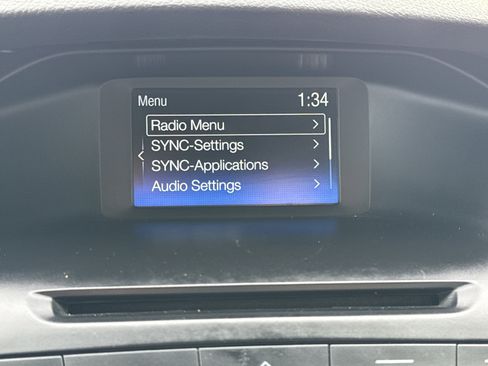 Menu 1:34
Radio Menu
SYNC-Settings
SYNC-Applications
Audio Settings